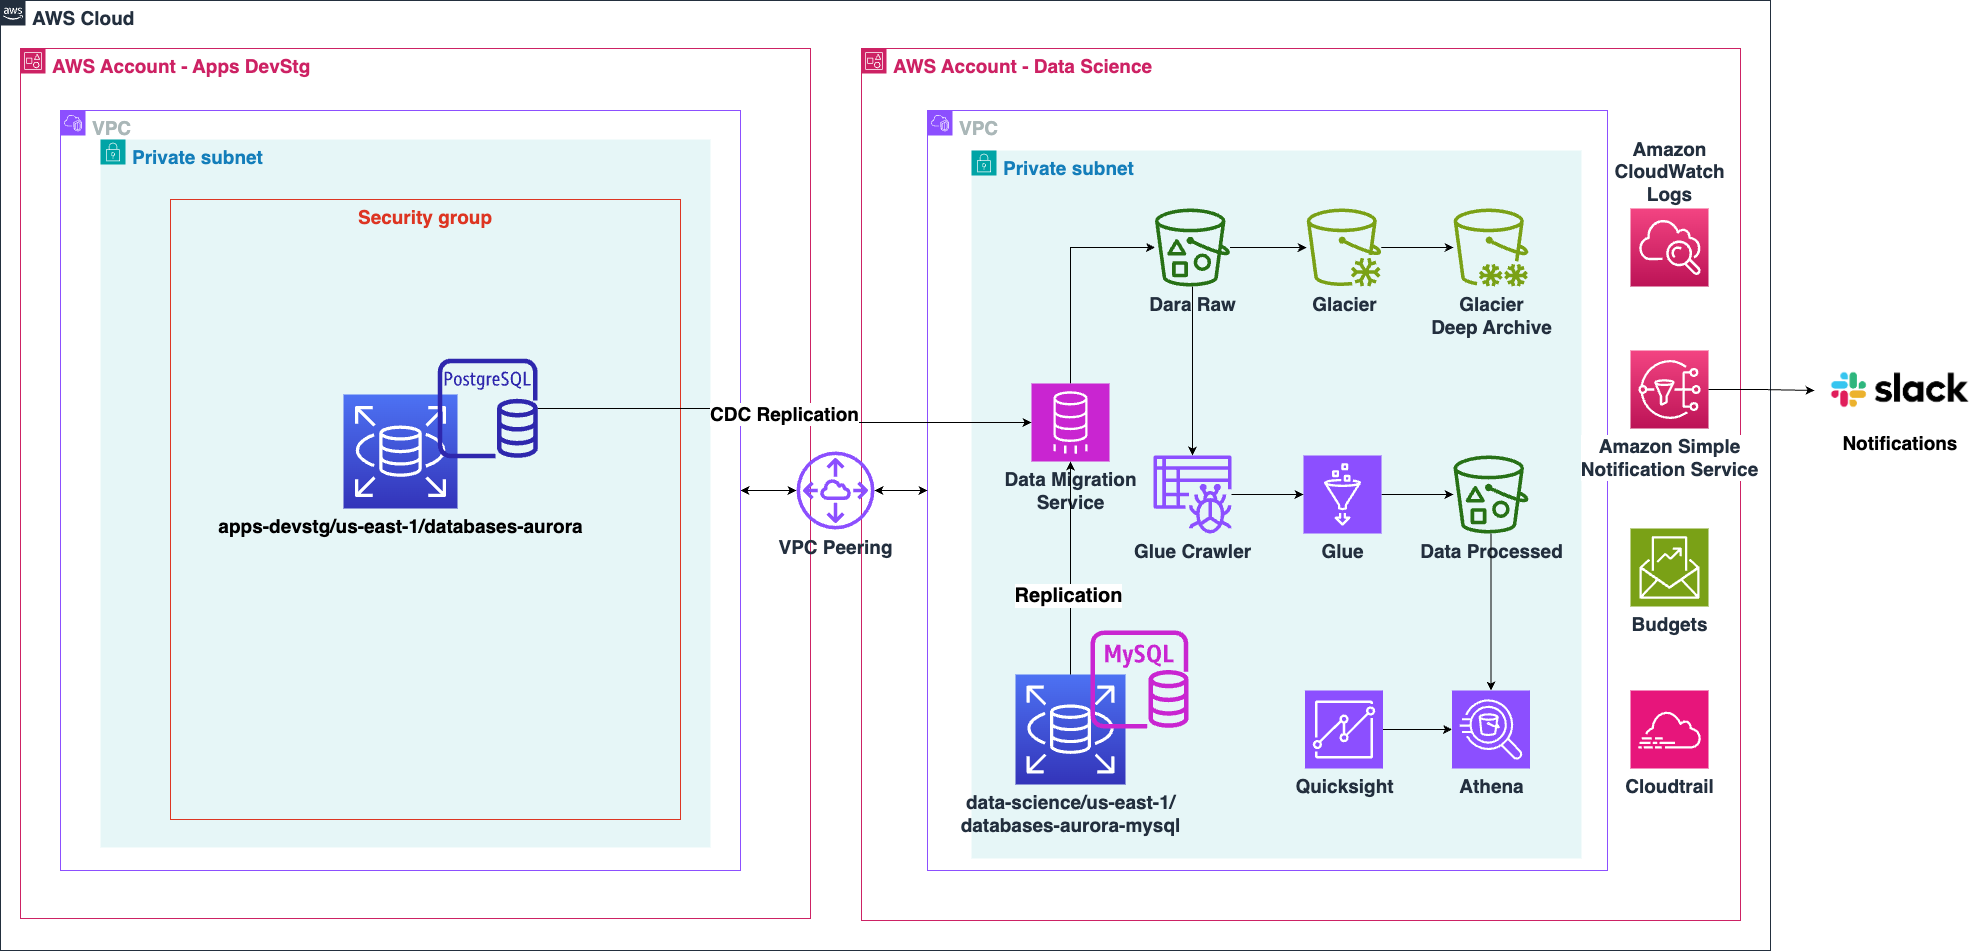 aws
AWS Cloud
AWS Account - Apps DevStg
VPC
Private subnet
Security group
PostgreSQL
apps-devstg/us-east-1/databases-aurora
CDC Replication
VPC Peering
AWS Account - Data Science
VPC
Private subnet
Dara Raw
Glacier
Glacier
Deep Archive
Data Migration
Service
Glue Crawler
Glue
Data Processed
Replication
MySQL
data-science/us-east-1/
databases-aurora-mysql
Quicksight
Athena
Amazon
CloudWatch
Logs
Amazon Simple
Notification Service
Budgets
Cloudtrail
slack
Notifications